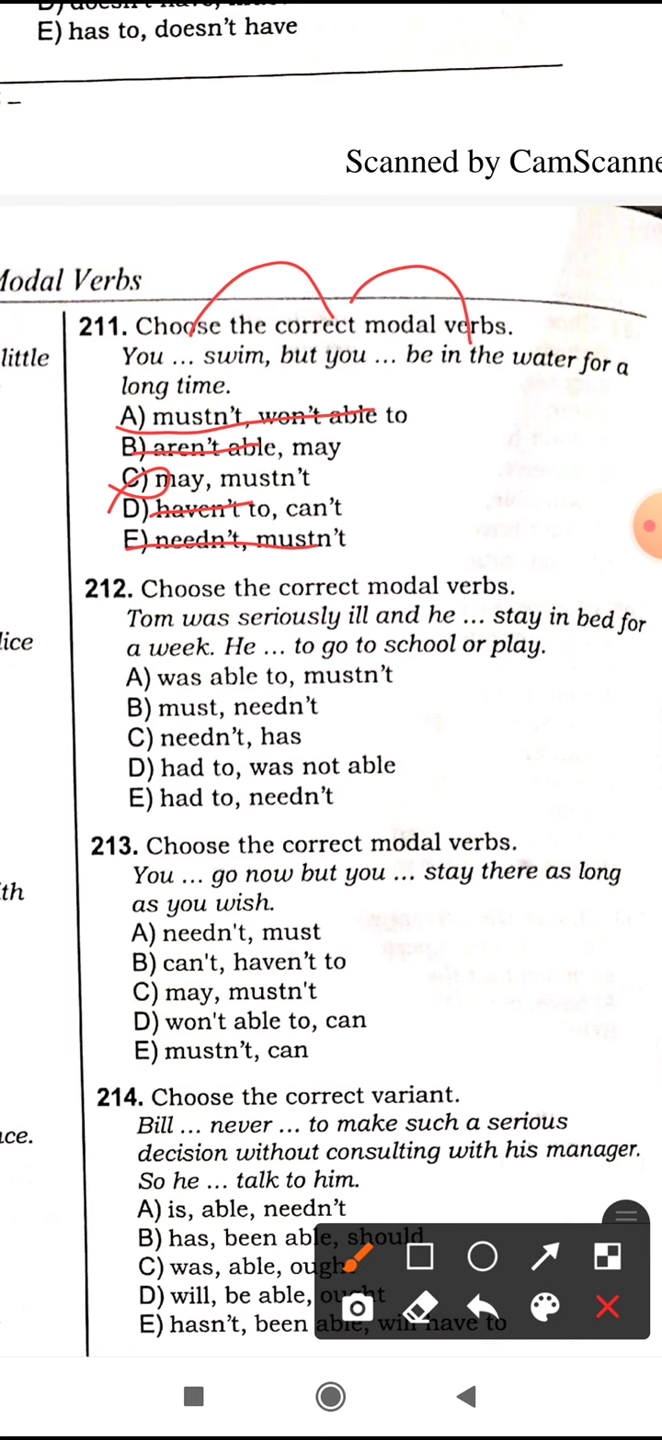 E) has to, doesn't have
Scanned by CamScanne
Modal Verbs
little
211. Choose the correct modal verbs.
You ... swim, but you ... be in the water for a
long time.
A) mustn't, won't able to
B) aren't able, may
C) may, mustn't
D) haven't to, can't
E) needn't, mustn't
212. Choose the correct modal verbs.
Tom was seriously ill and he ... stay in bed for
lice
a week. He ... to go to school or play.
A) was able to, mustn't
B) must, needn't
C) needn't, has
D) had to, was not able
E) had to, needn't
213. Choose the correct modal verbs.
You ... go now but you ... stay there as long
th
as you wish.
A) needn't, must
B) can't, haven't to
C) may, mustn't
D) won't able to, can
E) mustn't, can
214. Choose the correct variant.
Bill ... never ... to make such a serious
nce.
decision without consulting with his manager.
So he ... talk to him.
A) is, able, needn't
B) has, been able, should
C) was, able, ough
D) will, be able, ought
E) hasn't, been able, will have to